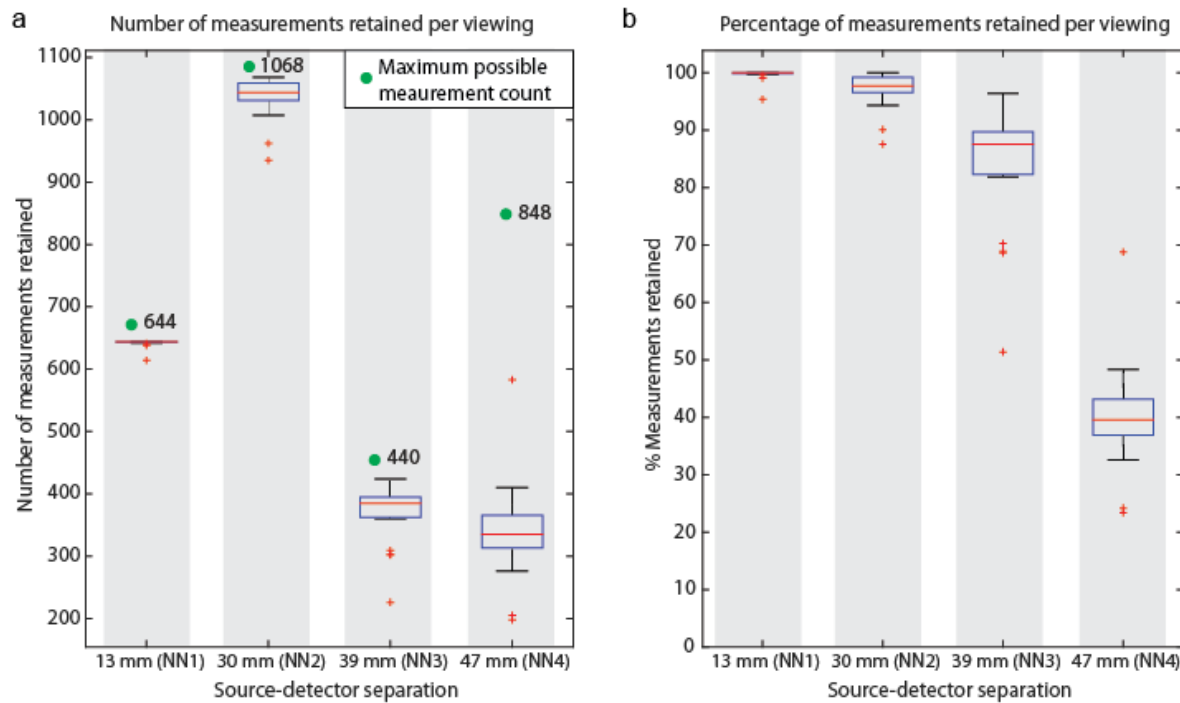 a
Number of measurements retained per viewing
Number of measurements retained
1100
1000
900
800
700
600
500
400
300
200
1068
Maximum possible
meaurement count
848
644
440
13 mm (NN1)
30 mm (NN2)
39 mm (NN3)
47 mm (NN4)
Source-detector separation
b
Percentage of measurements retained per viewing
% Measurements retained
100
90
80
70
60
50
40
30
20
10
0
13 mm (NN1)
30 mm (NN2)
39 mm (NN3)
47 mm (NN4)
Source-detector separation